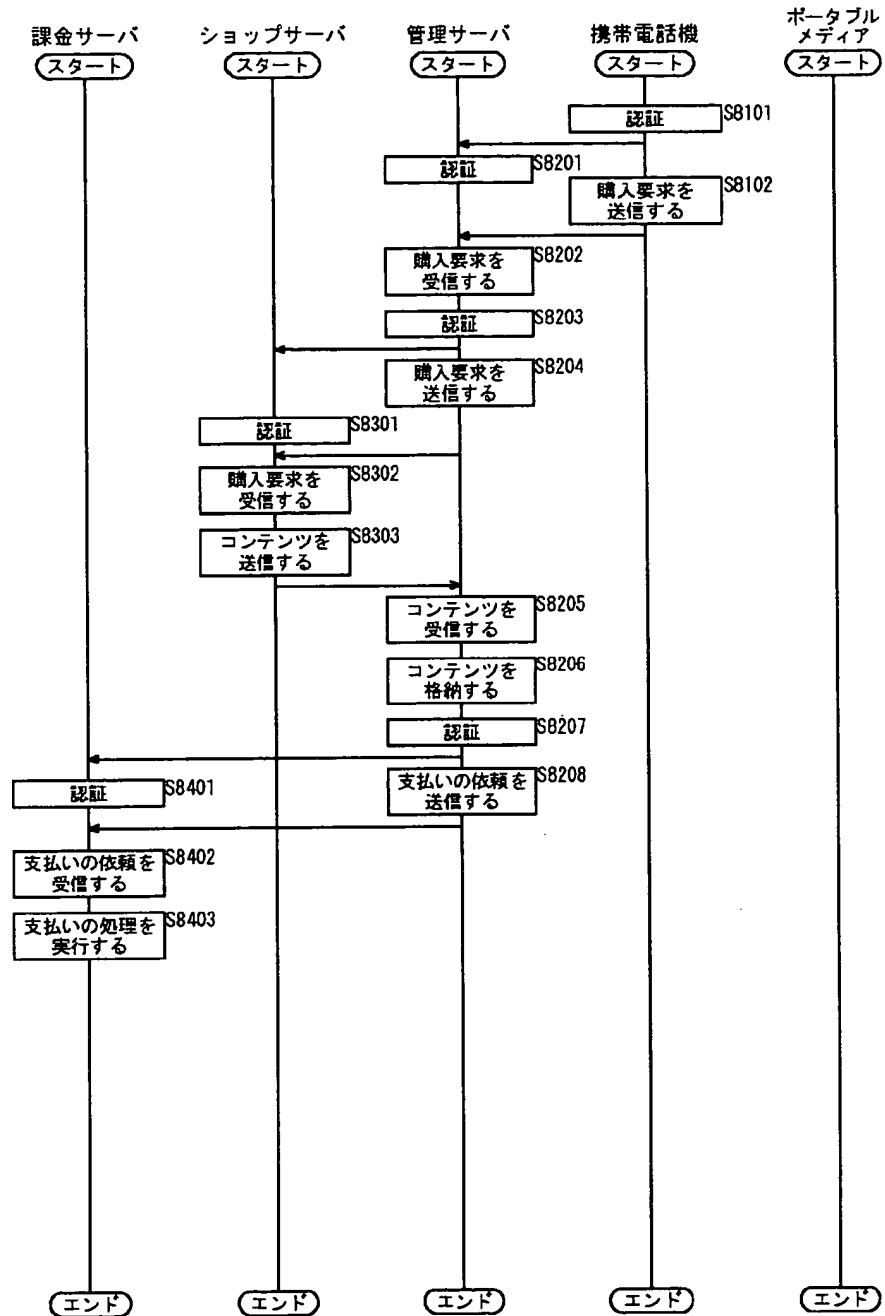 課金サーバ
ショップサーバ
管理サーバ
携帯電話機
ポータブル
メディア
スタート
スタート
スタート
スタート
スタート
認証
S8101
認証
S8201
購入要求を
送信する
S8102
購入要求を
受信する
S8202
認証
S8203
購入要求を
送信する
S8204
認証
S8301
購入要求を
受信する
S8302
コンテンツを
送信する
S8303
コンテンツを
受信する
S8205
コンテンツを
格納する
S8206
認証
S8207
支払いの依頼を
送信する
S8208
認証
S8401
支払いの依頼を
受信する
S8402
支払いの処理を
実行する
S8403
エンド
エンド
エンド
エンド
エンド